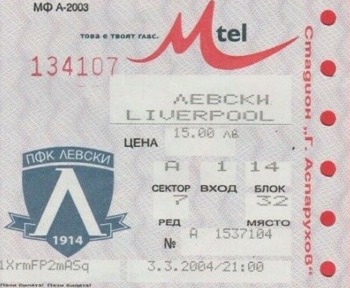 МФ А-2003
това е твоят глас.
Mtel
134107
ЛЕВСКИ
LIVERPOOL
ЦЕНА 15.00 лв
ПФК ЛЕВСКИ
Л
1914
А 1 14
СЕКТОР ВХОД БЛОК
7 32
РЕД МЯСТО
№ А 1537104
1XrmFP2mASq 3.3.2004/21:00
Стадион „Г. Аспарухов"